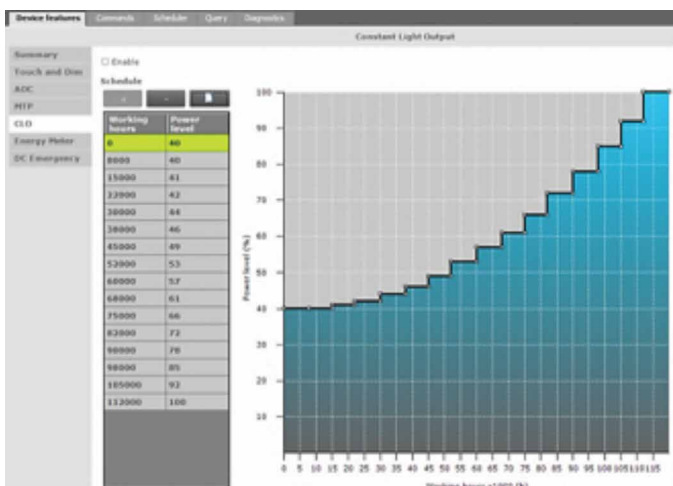 Device features Commands Scheduler Query Diagnostics
Constant Light Output
Summary
Touch and Dim
AOC
MTP
CLO
Energy Meter
DC Emergency
Enable
Schedule
+ -
Working hours Power level
0 40
8000 40
15000 41
22000 42
30000 44
38000 46
45000 49
52000 53
60000 57
68000 61
75000 66
82000 72
90000 78
98000 85
105000 92
112000 100
Power level (%)
100
90
80
70
60
50
40
30
20
10
0 5 10 15 20 25 30 35 40 45 50 55 60 65 70 75 80 85 90 95 100 105 110 115
Working hours x1000 (h)